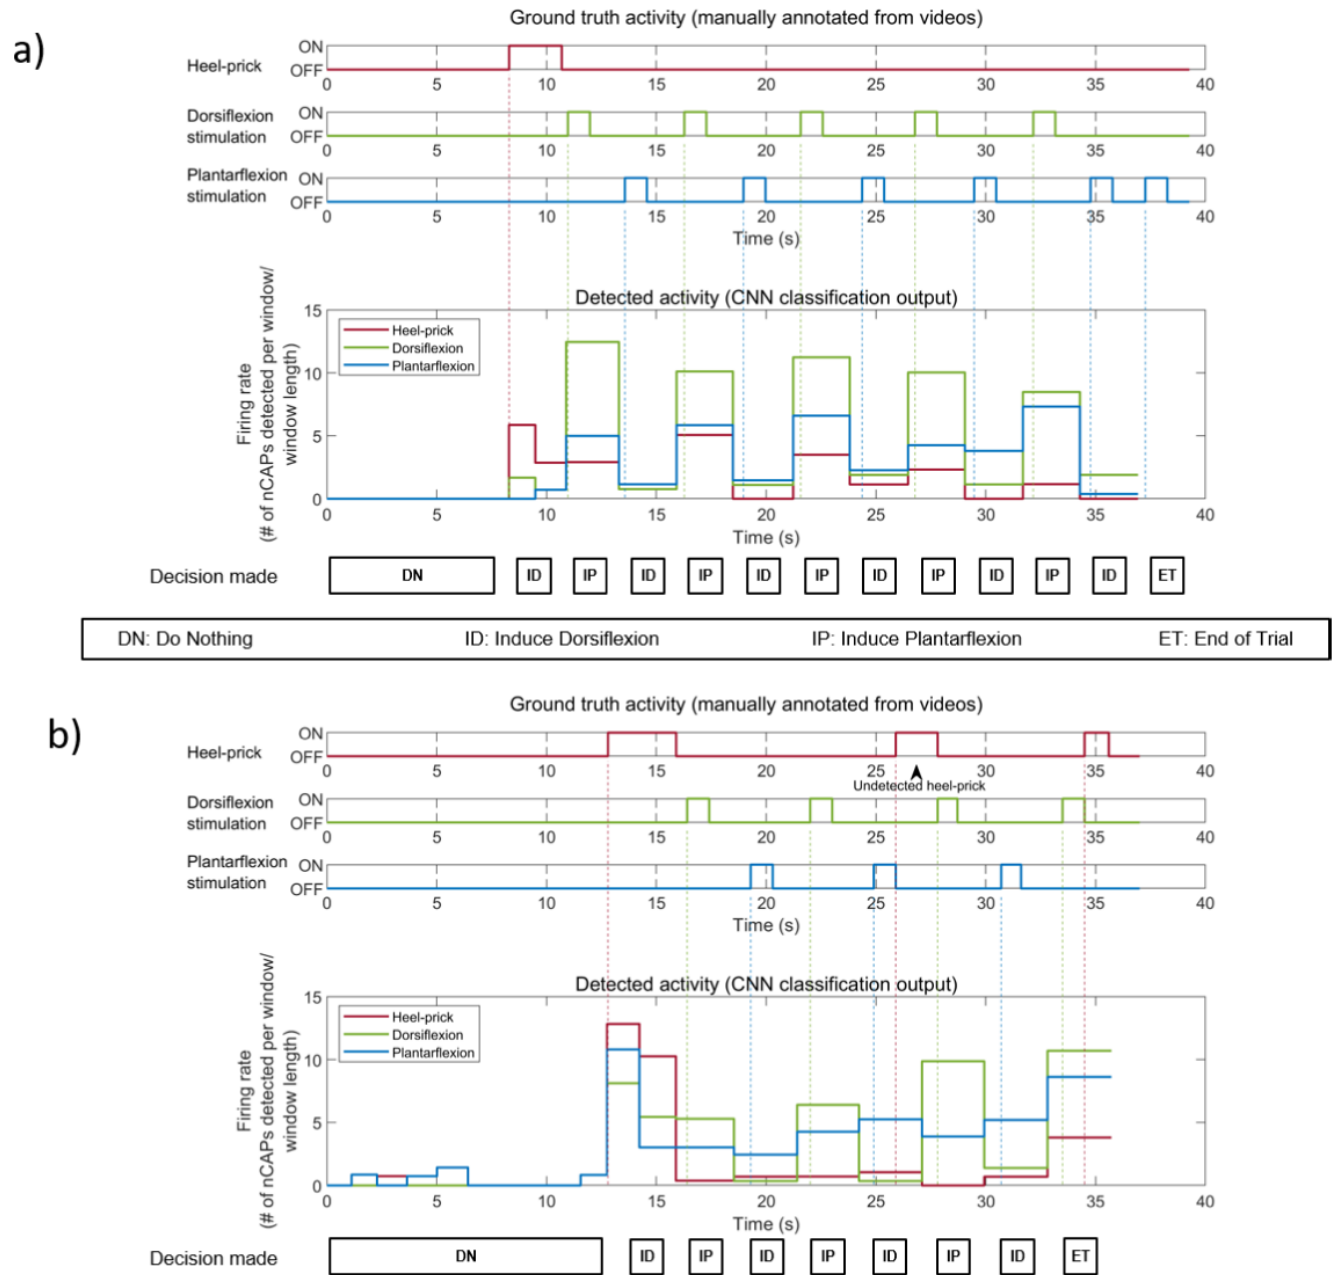 a)
Ground truth activity (manually annotated from videos)
Heel-prick
ON
OFF
0 5 10 15 20 25 30 35 40
Dorsiflexion
stimulation
ON
OFF
0 5 10 15 20 25 30 35 40
Plantarflexion
stimulation
ON
OFF
0 5 10 15 20 25 30 35 40
Time (s)
Detected activity (CNN classification output)
Firing rate
(# of nCAPs detected per window/
window length)
15
10
5
0
Heel-prick
Dorsiflexion
Plantarflexion
0 5 10 15 20 25 30 35 40
Time (s)
Decision made
DN ID IP ID IP ID IP ID IP ID IP ID ET
DN: Do Nothing ID: Induce Dorsiflexion IP: Induce Plantarflexion ET: End of Trial
b)
Ground truth activity (manually annotated from videos)
Heel-prick
ON
OFF
0 5 10 15 20 25 30 35 40
Undetected heel-prick
Dorsiflexion
stimulation
ON
OFF
0 5 10 15 20 25 30 35 40
Plantarflexion
stimulation
ON
OFF
0 5 10 15 20 25 30 35 40
Time (s)
Detected activity (CNN classification output)
Firing rate
(# of nCAPs detected per window/
window length)
15
10
5
0
Heel-prick
Dorsiflexion
Plantarflexion
0 5 10 15 20 25 30 35 40
Time (s)
Decision made
DN ID IP ID IP ID IP ID ET